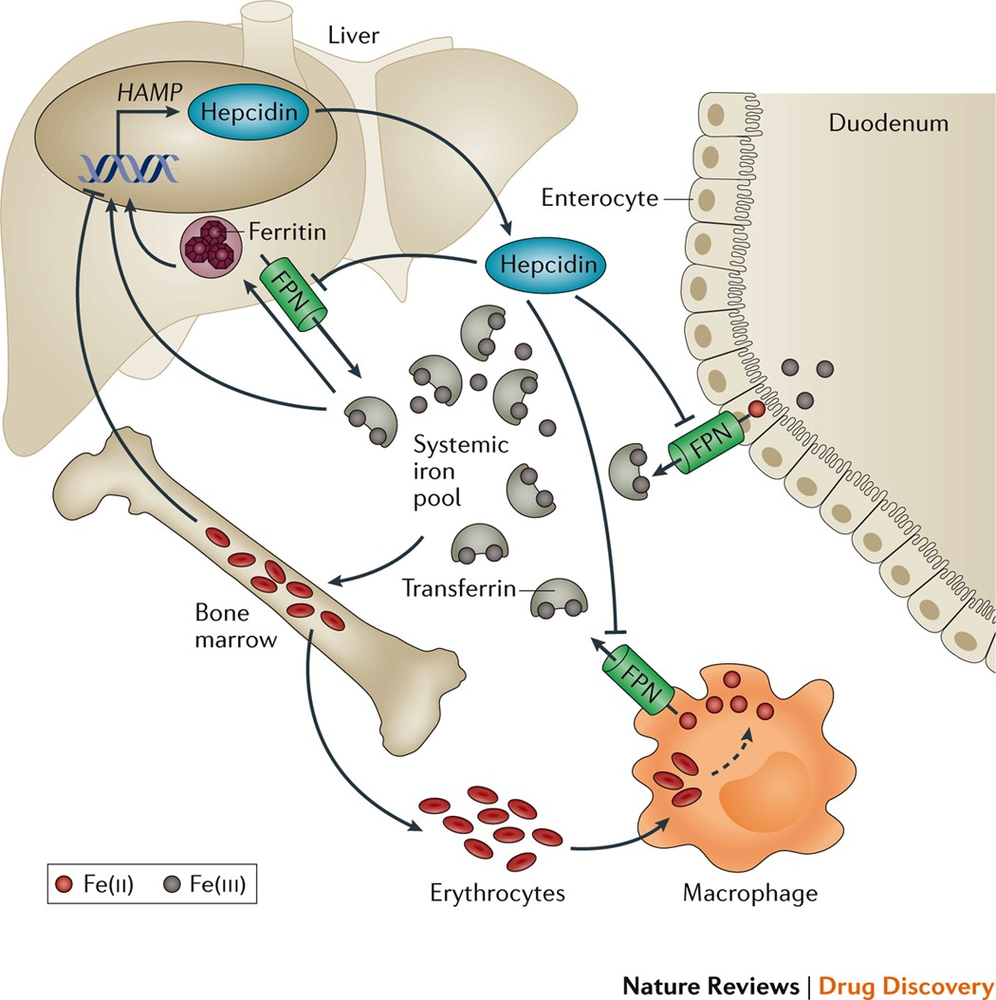 Liver
HAMP
Hepcidin
Duodenum
Enterocyte
Ferritin
Hepcidin
FPN
FPN
Systemic
iron
pool
Transferrin
Bone
marrow
FPN
Fe(II)
Fe(III)
Erythrocytes
Macrophage
Nature Reviews | Drug Discovery